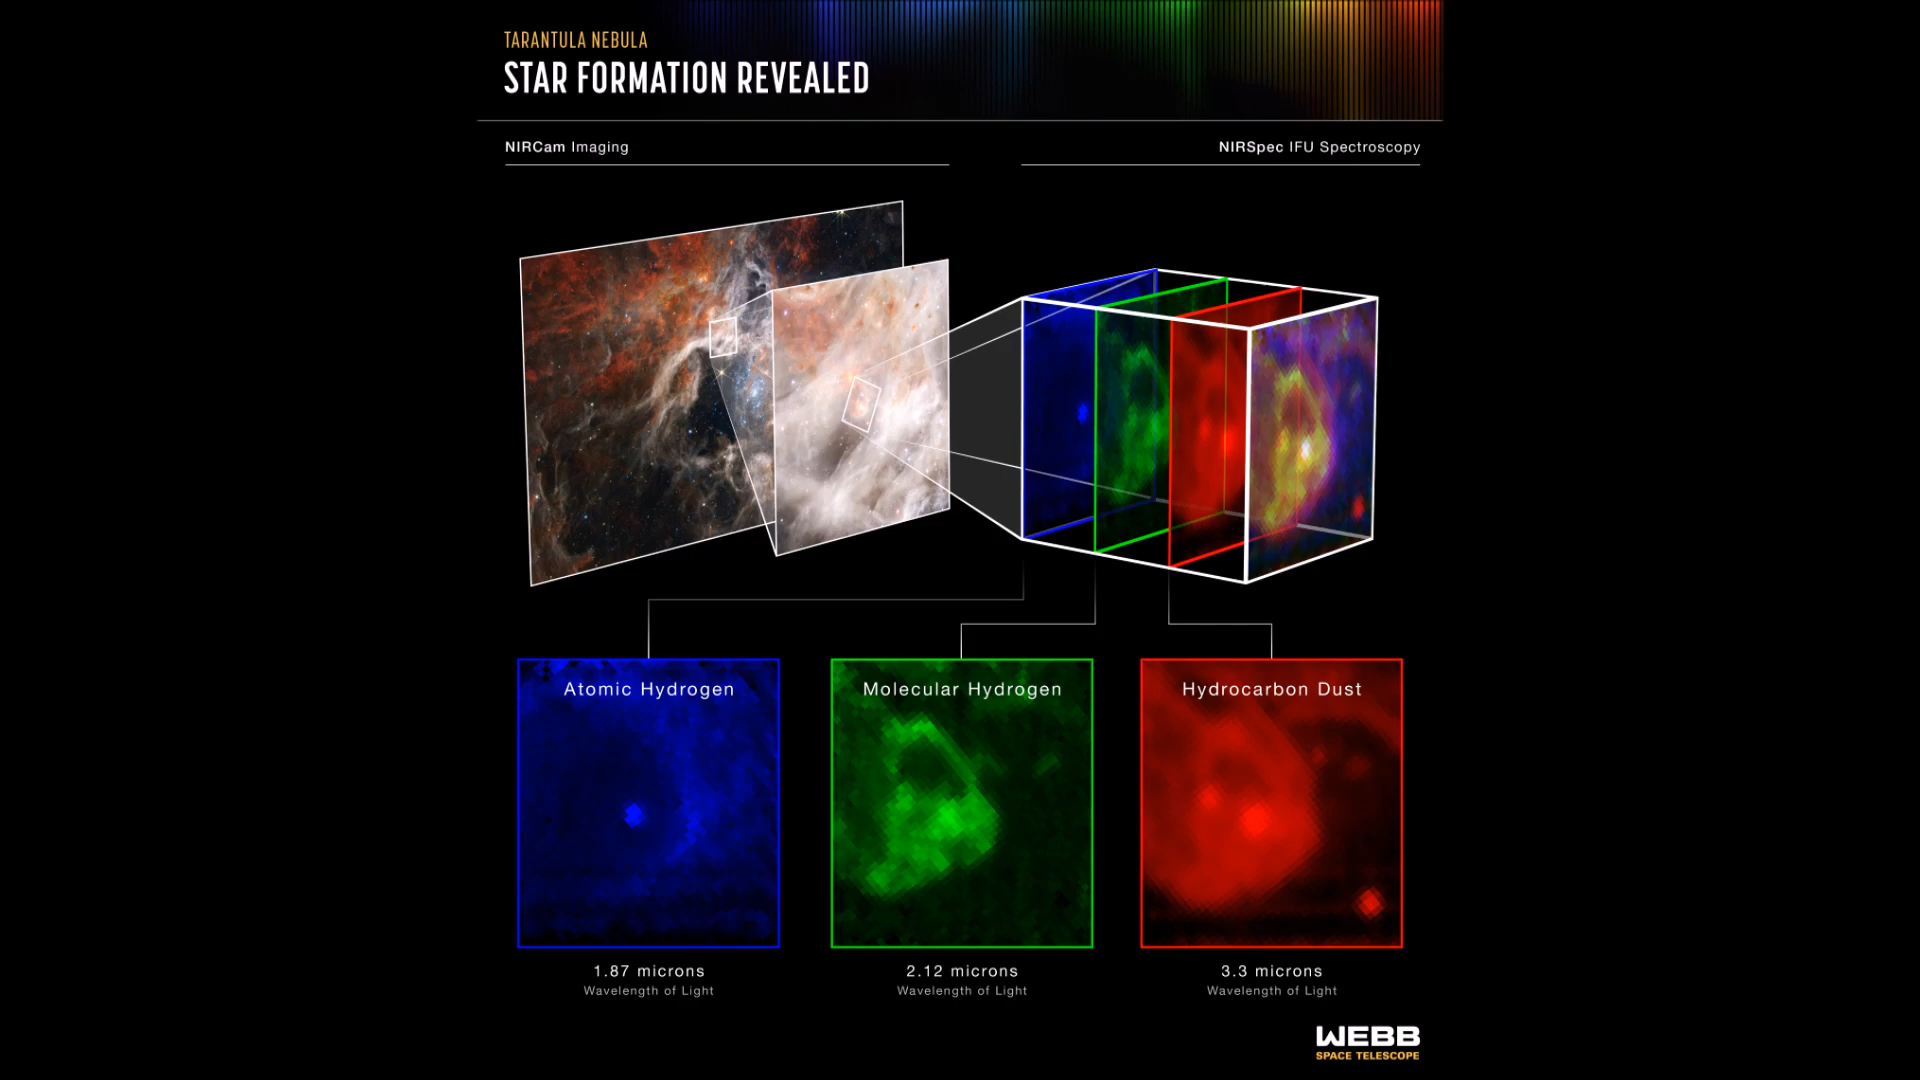 TARANTULA NEBULA
STAR FORMATION REVEALED
NIRCam Imaging
NIRSpec IFU Spectroscopy
Atomic Hydrogen
Molecular Hydrogen
Hydrocarbon Dust
1.87 microns
Wavelength of Light
2.12 microns
Wavelength of Light
3.3 microns
Wavelength of Light
WEBB
SPACE TELESCOPE